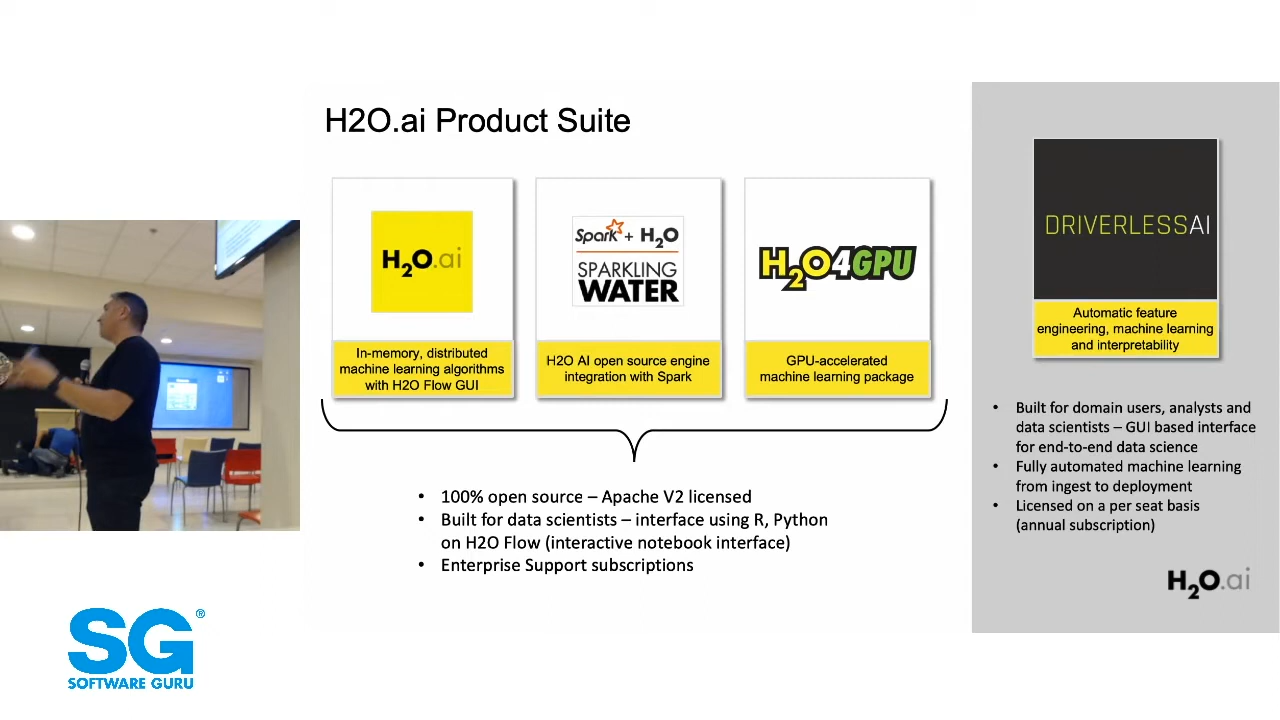 H2O.ai Product Suite
H2O.ai
In-memory, distributed
machine learning algorithms
with H2O Flow GUI
Spark + H2O
SPARKLING
WATER
H2O AI open source engine
integration with Spark
H2O4GPU
GPU-accelerated
machine learning package
• 100% open source – Apache V2 licensed
• Built for data scientists – interface using R, Python
on H2O Flow (interactive notebook interface)
• Enterprise Support subscriptions
DRIVERLESSAI
Automatic feature
engineering, machine learning
and interpretability
• Built for domain users, analysts and
data scientists – GUI based interface
for end-to-end data science
• Fully automated machine learning
from ingest to deployment
• Licensed on a per seat basis
(annual subscription)
H2O.ai
SG®
SOFTWARE GURU